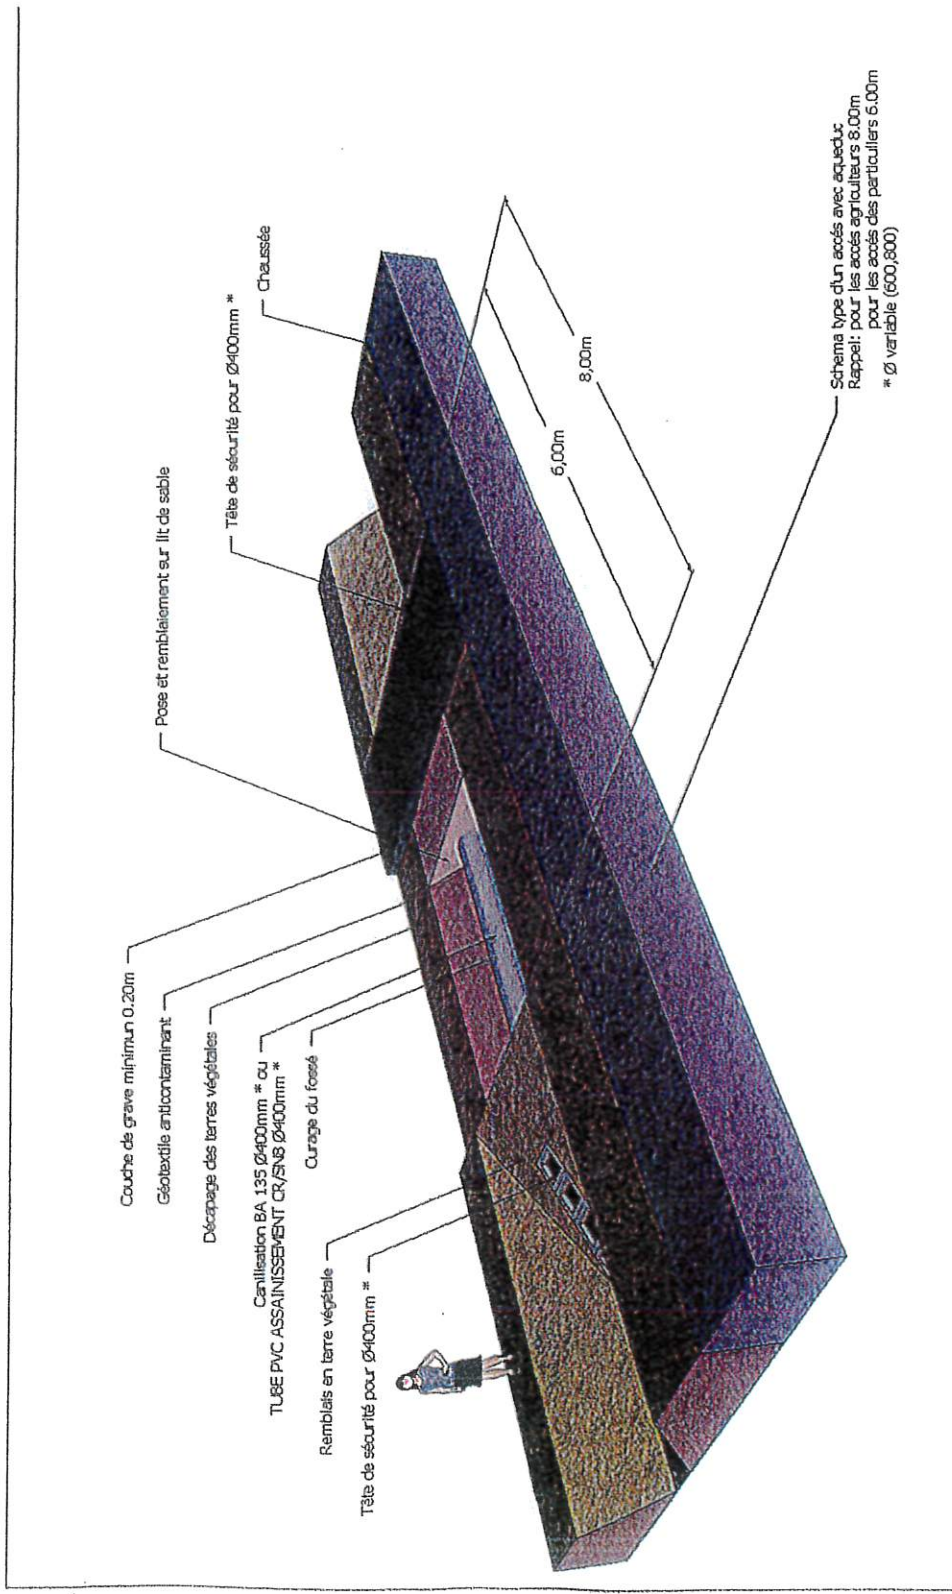 Couche de grave minimun 0.20m
Géotextile anticontaminant
Décapage des terres végétales
Canilisation BA 135 Ø400mm * ou
TUBE PVC ASSAINISSEMENT CR/SN8 Ø400mm *
Curage du fossé
Remblais en terre végétale
Tête de sécurité pour Ø400mm *
Pose et remblaiement sur lit de sable
Tête de sécurité pour Ø400mm *
Chaussée
6,00m
8,00m
Schema type d'un accés avec aqueduc
Rappel: pour les accés agriculteurs 8.00m
pour les accés des particuliers 6.00m
* Ø variable (600,800)